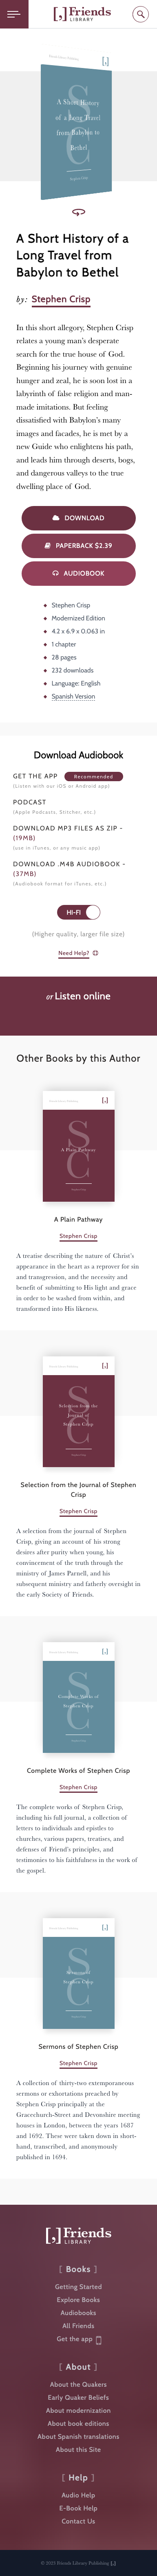 Friends
LIBRARY
A Short History
of a Long Travel
from Babylon to
Bethel
A Short History of a
Long Travel from
Babylon to Bethel
by: Stephen Crisp
In this short allegory, Stephen Crisp
relates a young man's desperate
search for the true house of God.
Beginning his journey with genuine
hunger and zeal, he is soon lost in a
labyrinth of false religion and man-
made imitations. But feeling
dissatisfied with Babylon's many
images and facades, he is met by a
new Guide who enlightens his path,
and leads him through deserts, bogs,
and dangerous valleys to the true
dwelling place of God.
DOWNLOAD
PAPERBACK $2.39
AUDIOBOOK
Stephen Crisp
Modernized Edition
4.2 x 6.9 x 0.063 in
1 chapter
28 pages
232 downloads
Language: English
Spanish Version
Download Audiobook
GET THE APP Recommended
(Listen with our iOS or Android app)
PODCAST
(Apple Podcasts, Stitcher, etc.)
DOWNLOAD MP3 FILES AS ZIP -
(19MB)
(use in iTunes, or any music app)
DOWNLOAD .M4B AUDIOBOOK -
(37MB)
(Audiobook format for iTunes, etc.)
HI-FI
(Higher quality, larger file size)
Need Help?
or Listen online
Other Books by this Author
A Plain Pathway
A Plain Pathway
Stephen Crisp
A treatise describing the nature of Christ's
appearance in the heart as a reprover for sin
and transgression, and the necessity and
benefit of submitting to His light and grace
in order to be washed from within, and
transformed into His likeness.
Selection from the
Journal of
Stephen Crisp
Selection from the Journal of Stephen
Crisp
Stephen Crisp
A selection from the journal of Stephen
Crisp, giving an account of his strong
desires after purity when young, his
convincement of the truth through the
ministry of James Parnell, and his
subsequent ministry and fatherly oversight in
the early Society of Friends.
Complete Works of
Stephen Crisp
Complete Works of Stephen Crisp
Stephen Crisp
The complete works of Stephen Crisp,
including his full journal, a collection of
letters to individuals and epistles to
churches, various papers, treatises, and
defenses of Friend's principles, and
testimonies to his faithfulness in the work of
the gospel.
Sermons of
Stephen Crisp
Sermons of Stephen Crisp
Stephen Crisp
A collection of thirty-two extemporaneous
sermons or exhortations preached by
Stephen Crisp principally at the
Gracechurch-Street and Devonshire meeting
houses in London, between the years 1687
and 1692. These were taken down in short-
hand, transcribed, and anonymously
published in 1694.
Friends
LIBRARY
[ Books ]
Getting Started
Explore Books
Audiobooks
All Friends
Get the app
[ About ]
About the Quakers
Early Quaker Beliefs
About modernization
About book editions
About Spanish translations
About this Site
[ Help ]
Audio Help
E-Book Help
Contact Us
© 2023 Friends Library Publishing